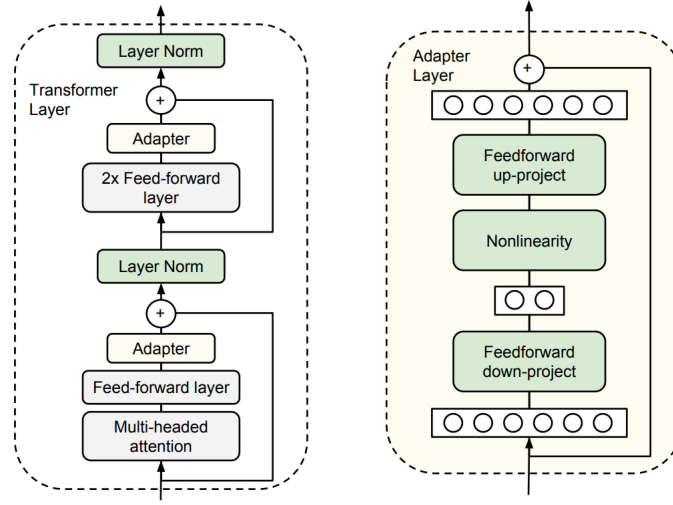 Layer Norm
Transformer
Layer
+
Adapter
2x Feed-forward
layer
Layer Norm
+
Adapter
Feed-forward layer
Multi-headed
attention
Adapter
Layer
+
Feedforward
up-project
Nonlinearity
Feedforward
down-project